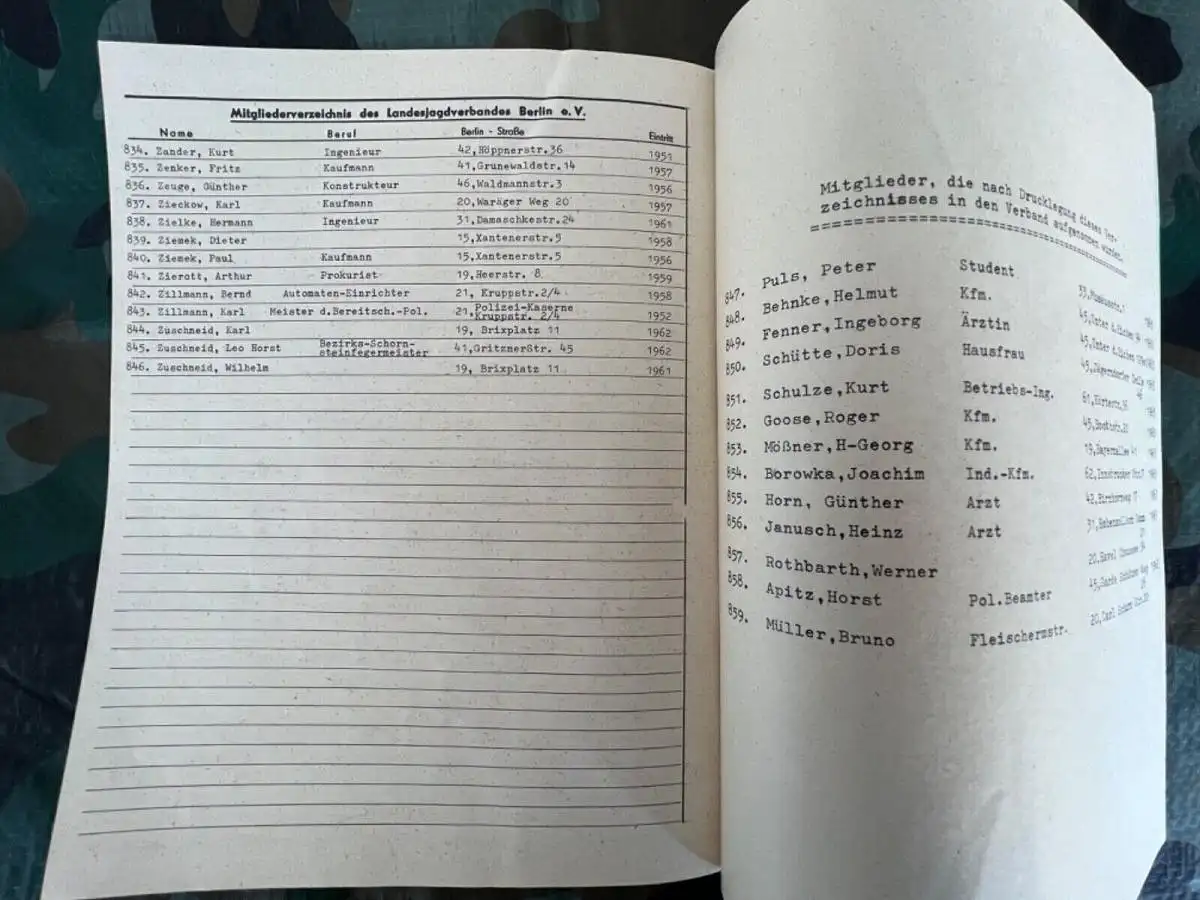 Mitgliederverzeichnis des Landesjagdverbandes Berlin e.V.
Name Beruf Berlin - Straße Eintritt
834. Zander, Kurt Ingenieur 42,Höppnerstr.36 1951
835. Zenker, Fritz Kaufmann 41,Grunewaldstr.14 1957
836. Zeuge, Günther Konstrukteur 46,Waldmannstr.3 1956
837. Zieckow, Karl Kaufmann 20,Waräger Weg 20 1957
838. Zielke, Hermann Ingenieur 31,Damaschkestr.24 1961
839. Ziemek, Dieter 15,Xantenerstr.5 1958
840. Ziemek, Paul Kaufmann 15,Xantenerstr.5 1956
841. Zierott, Arthur Prokurist 19,Heerstr. 8 1959
842. Zillmann, Bernd Automaten-Einrichter 21, Kruppstr.2/4 1958
843. Zillmann, Karl Meister d.Bereitsch.-Pol. 21,Polizei-Kaserne Kruppstr. 2/4 1952
844. Zuschneid, Karl 19, Brixplatz 11 1962
845. Zuschneid, Leo Horst Bezirks-Schorn-
steinfegermeister 41,Gritznerstr. 45 1962
846. Zuschneid, Wilhelm 19, Brixplatz 11 1961
Mitglieder, die nach Drucklegung dieses Ver-
zeichnisses in den Verband aufgenommen wurden.
847. Puls, Peter Student
848. Behnke,Helmut Kfm.
849. Fenner,Ingeborg Ärztin
850. Schütte,Doris Hausfrau
851. Schulze,Kurt Betriebs-Ing.
852. Goose,Roger Kfm.
853. Mößner,H-Georg Kfm. 19,Bayernallee
854. Borowka,Joachim Ind.-Kfm.
855. Horn, Günther Arzt
856. Janusch,Heinz Arzt
857. Rothbarth,Werner
858. Apitz,Horst Pol.Beamter
859. Müller,Bruno Fleischermstr.